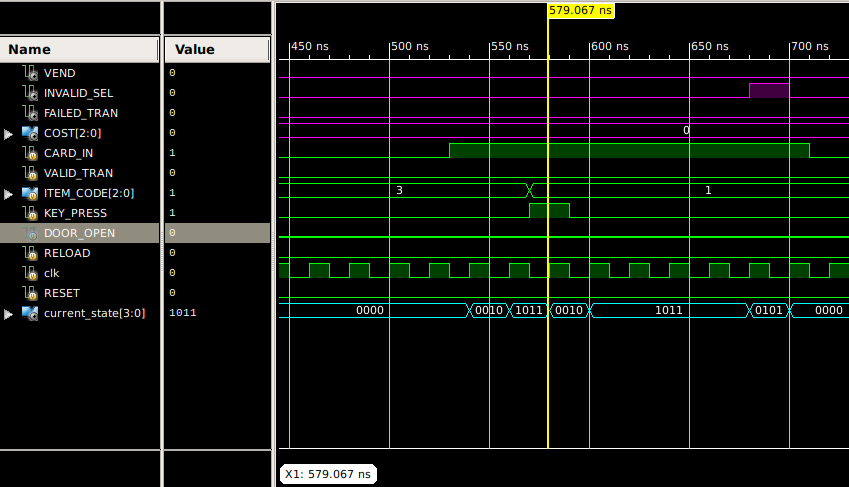 579.067 ns
Name Value 450 ns 500 ns 550 ns 600 ns 650 ns 700 ns
VEND 0
INVALID_SEL 0
FAILED_TRAN 0
COST[2:0] 0 0
CARD_IN 1
VALID_TRAN 0
ITEM_CODE[2:0] 1 3 1
KEY_PRESS 1
DOOR_OPEN 0
RELOAD 0
clk 0
RESET 0
current_state[3:0] 1011 0000 0010 1011 0010 1011 0101 0000
X1: 579.067 ns